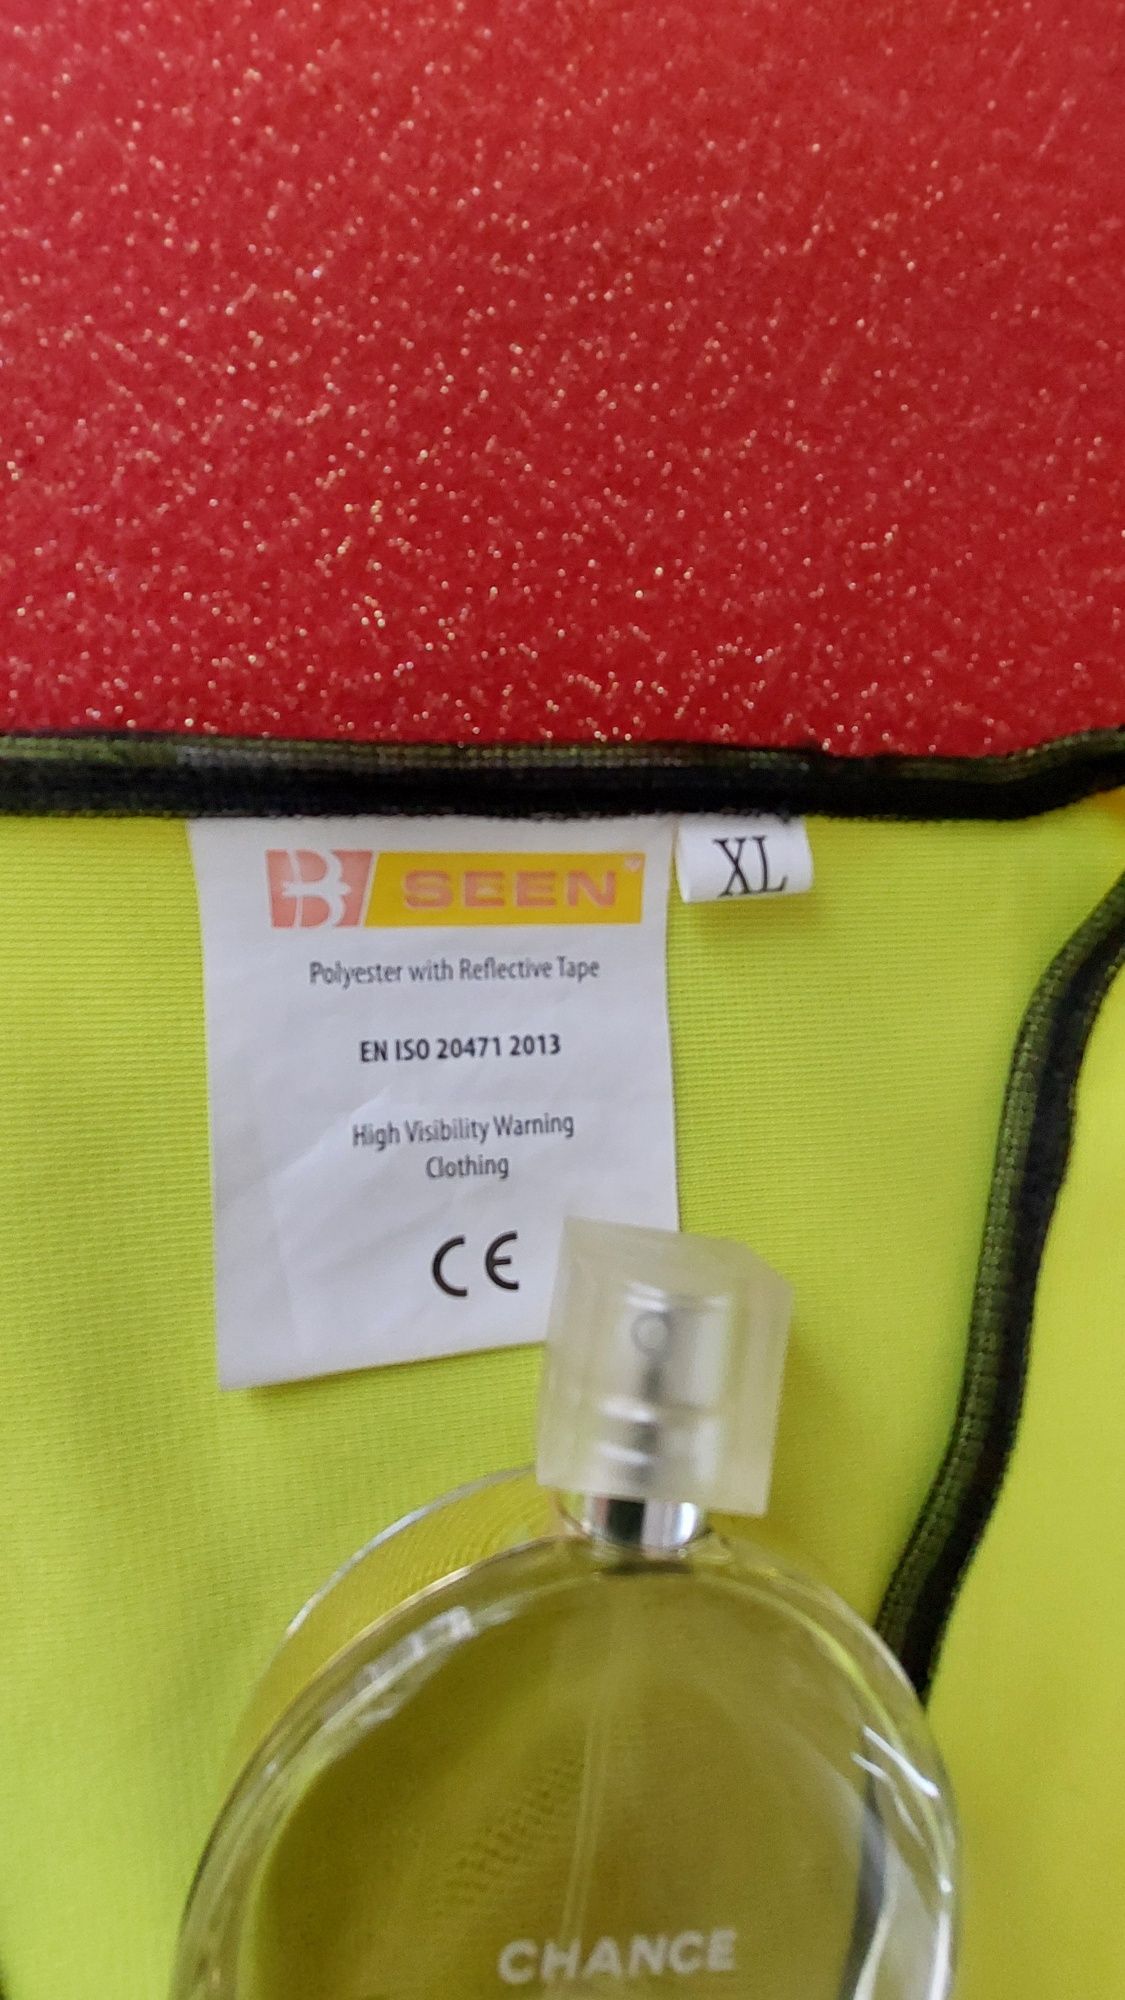 B SEEN
XL
Polyester with Reflective Tape
EN ISO 20471 2013
High Visibility Warning
Clothing
CE
CHANCE